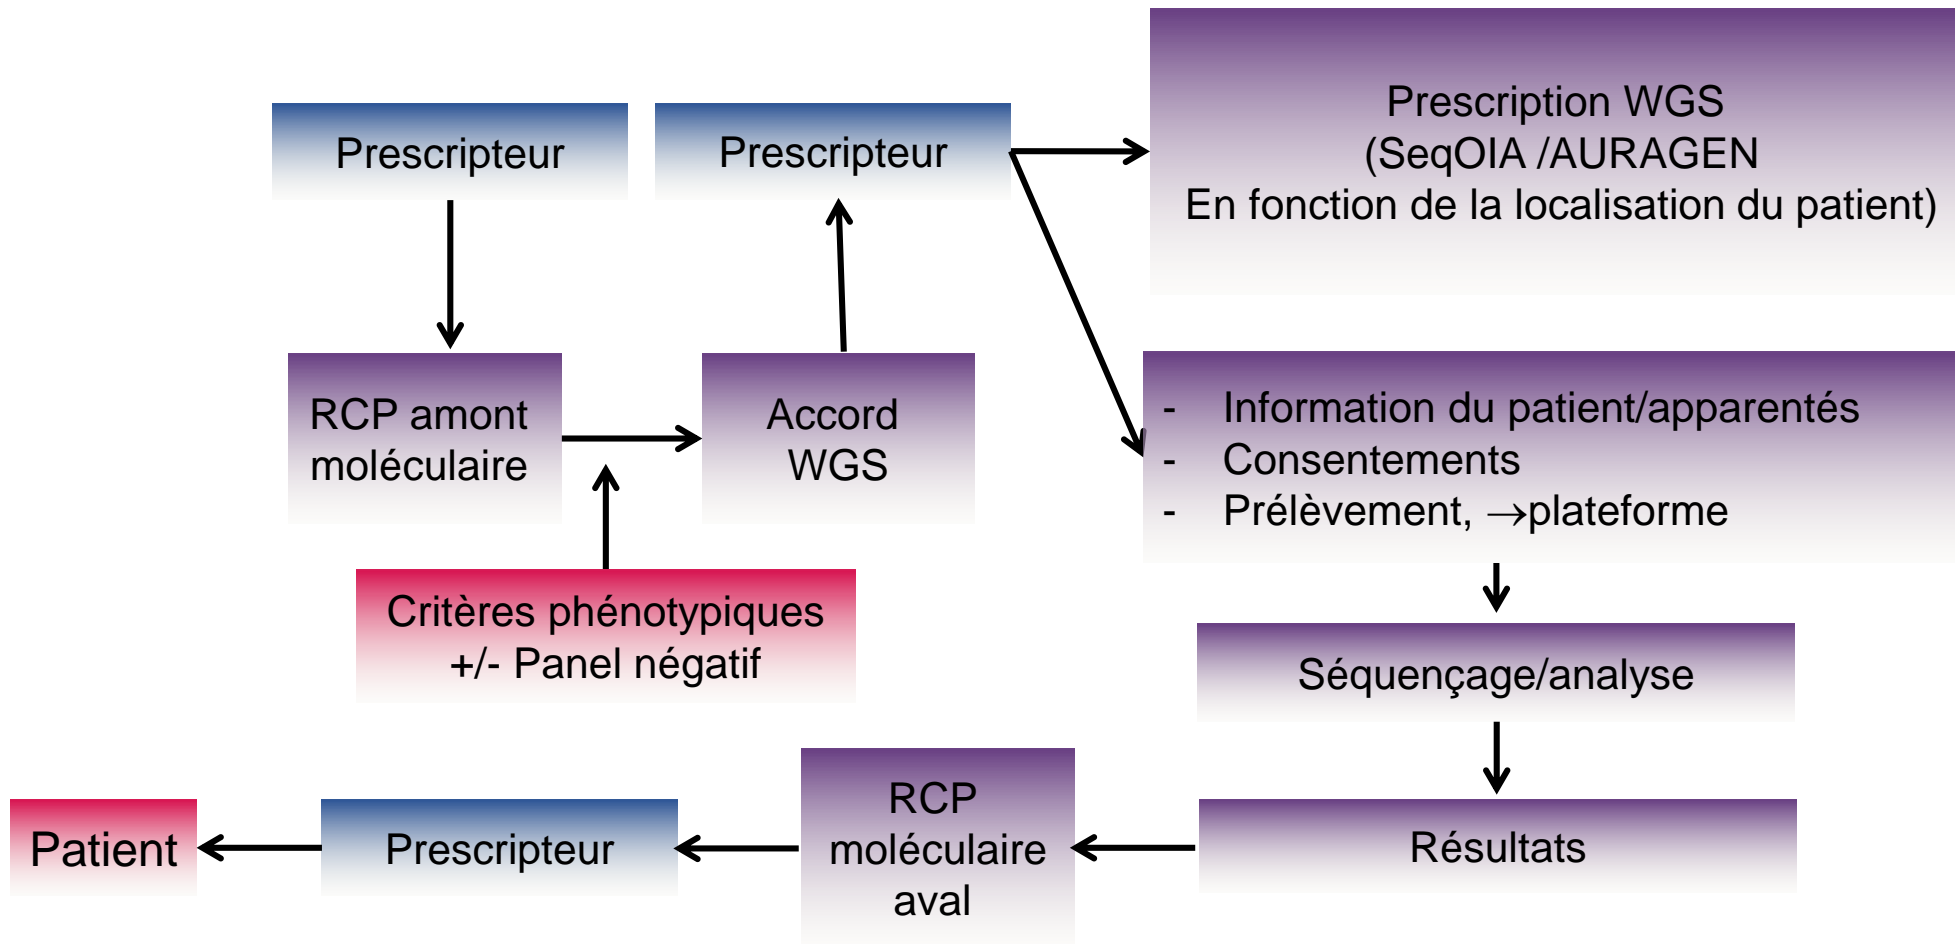 Prescripteur
Prescripteur
Prescription WGS
(SeqOIA /AURAGEN
En fonction de la localisation du patient)
RCP amont
moléculaire
Accord
WGS
- Information du patient/apparentés
- Consentements
- Prélèvement, →plateforme
Critères phénotypiques
+/- Panel négatif
Séquençage/analyse
Patient
Prescripteur
RCP
moléculaire
aval
Résultats